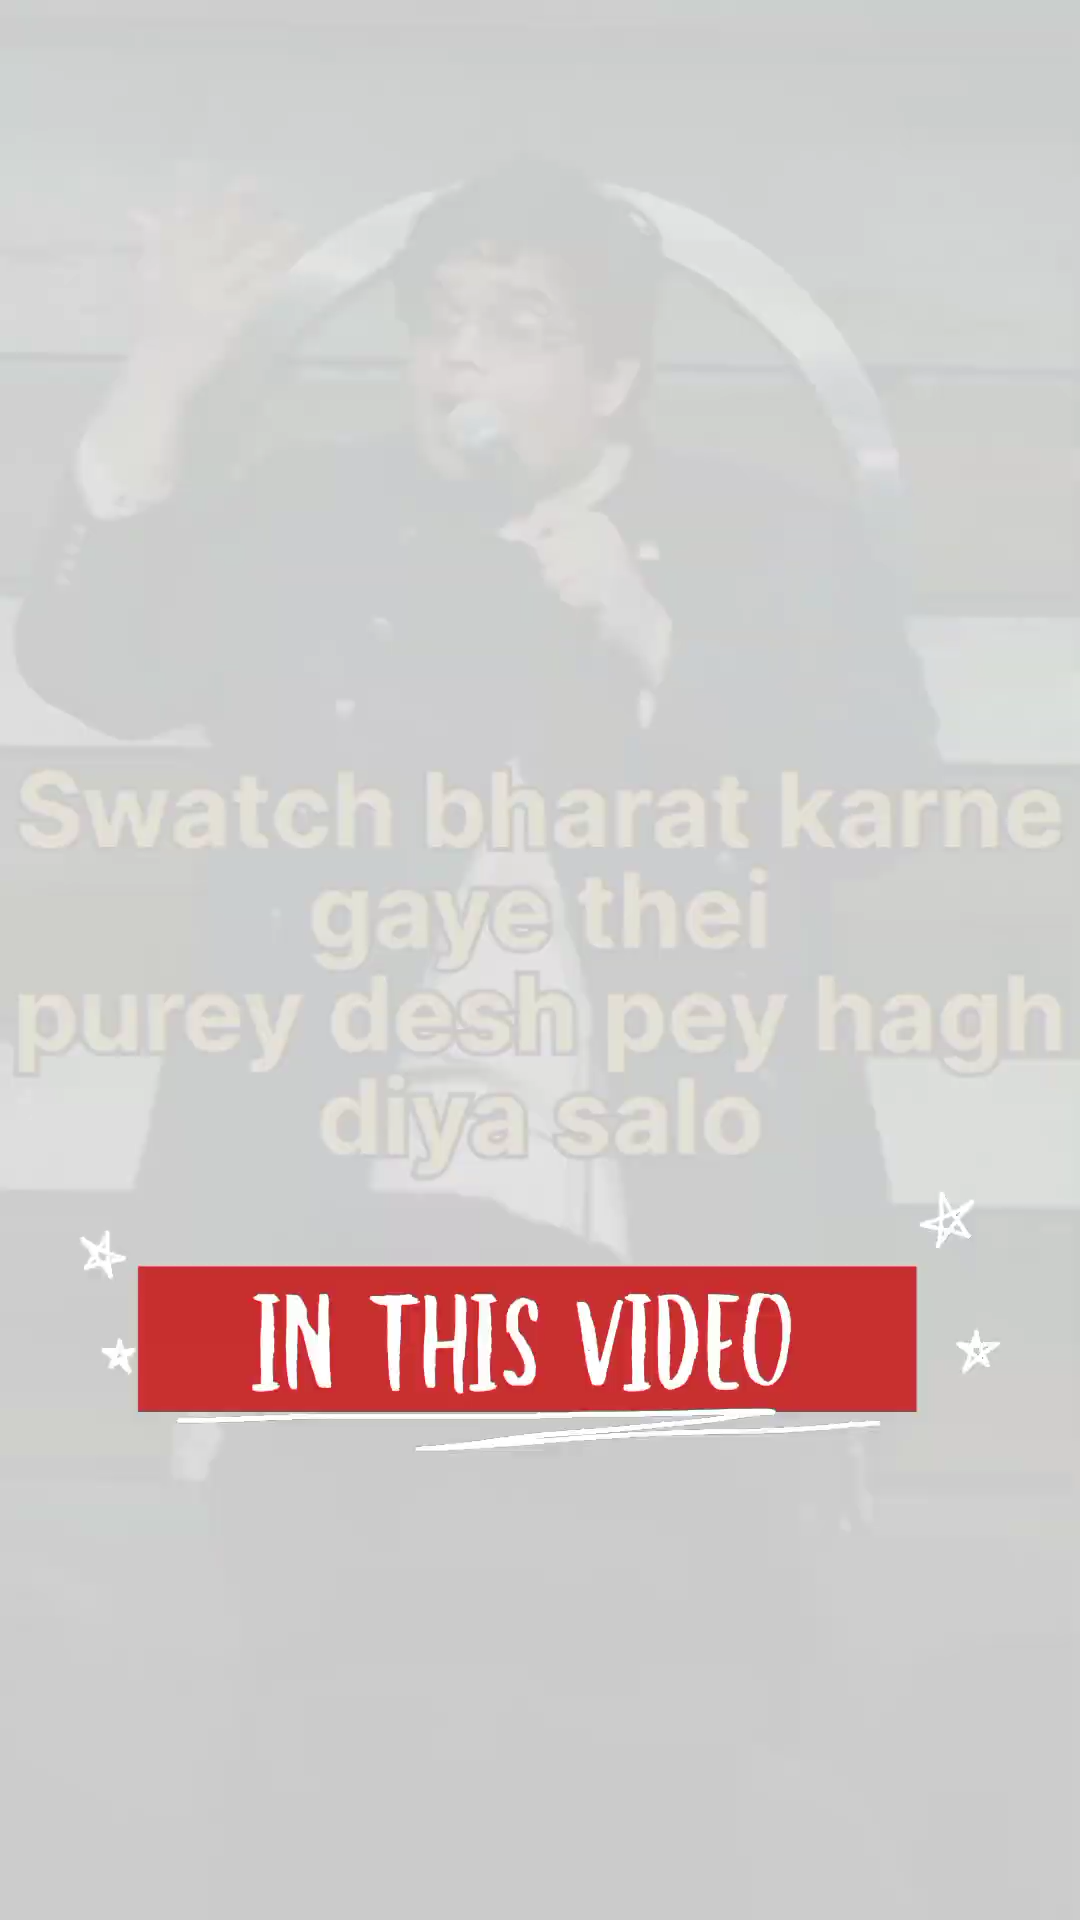 Swatch bharat karne
gaye thei
purey desh pey hagh
diya salo
IN THIS VIDEO